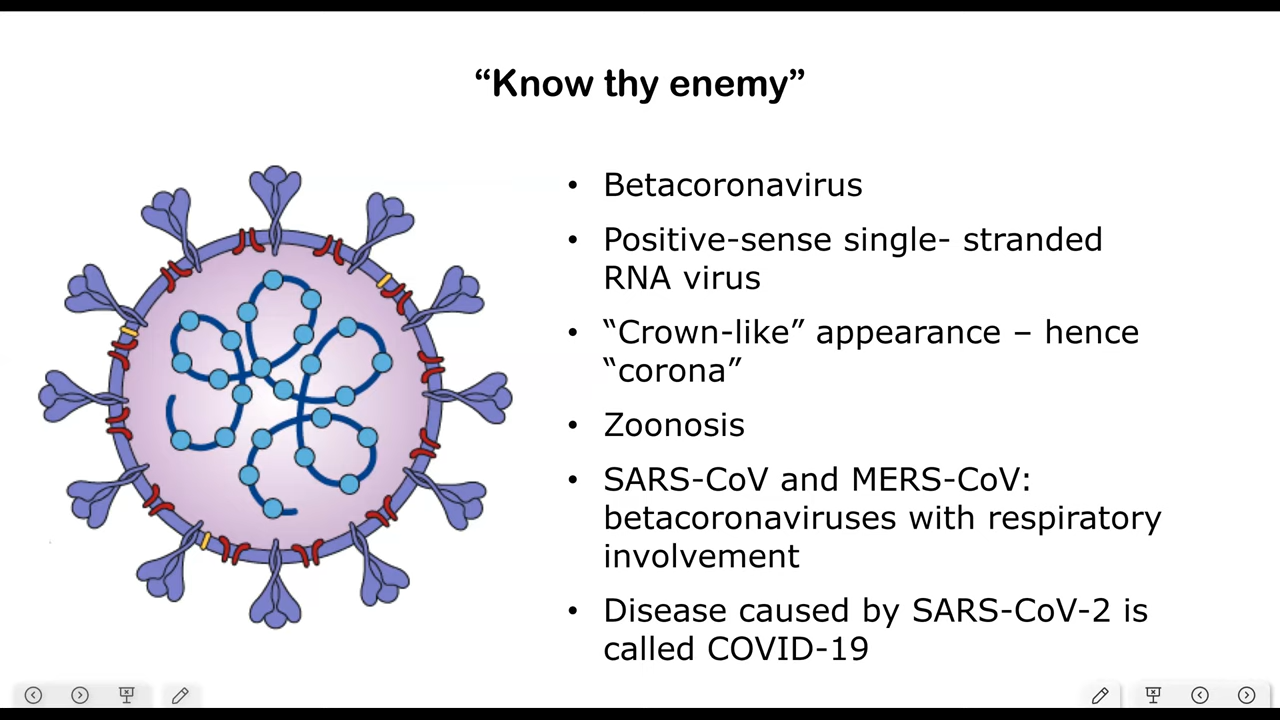 “Know thy enemy”
• Betacoronavirus
• Positive-sense single- stranded
RNA virus
• “Crown-like” appearance – hence
“corona”
• Zoonosis
• SARS-CoV and MERS-CoV:
betacoronaviruses with respiratory
involvement
• Disease caused by SARS-CoV-2 is
called COVID-19